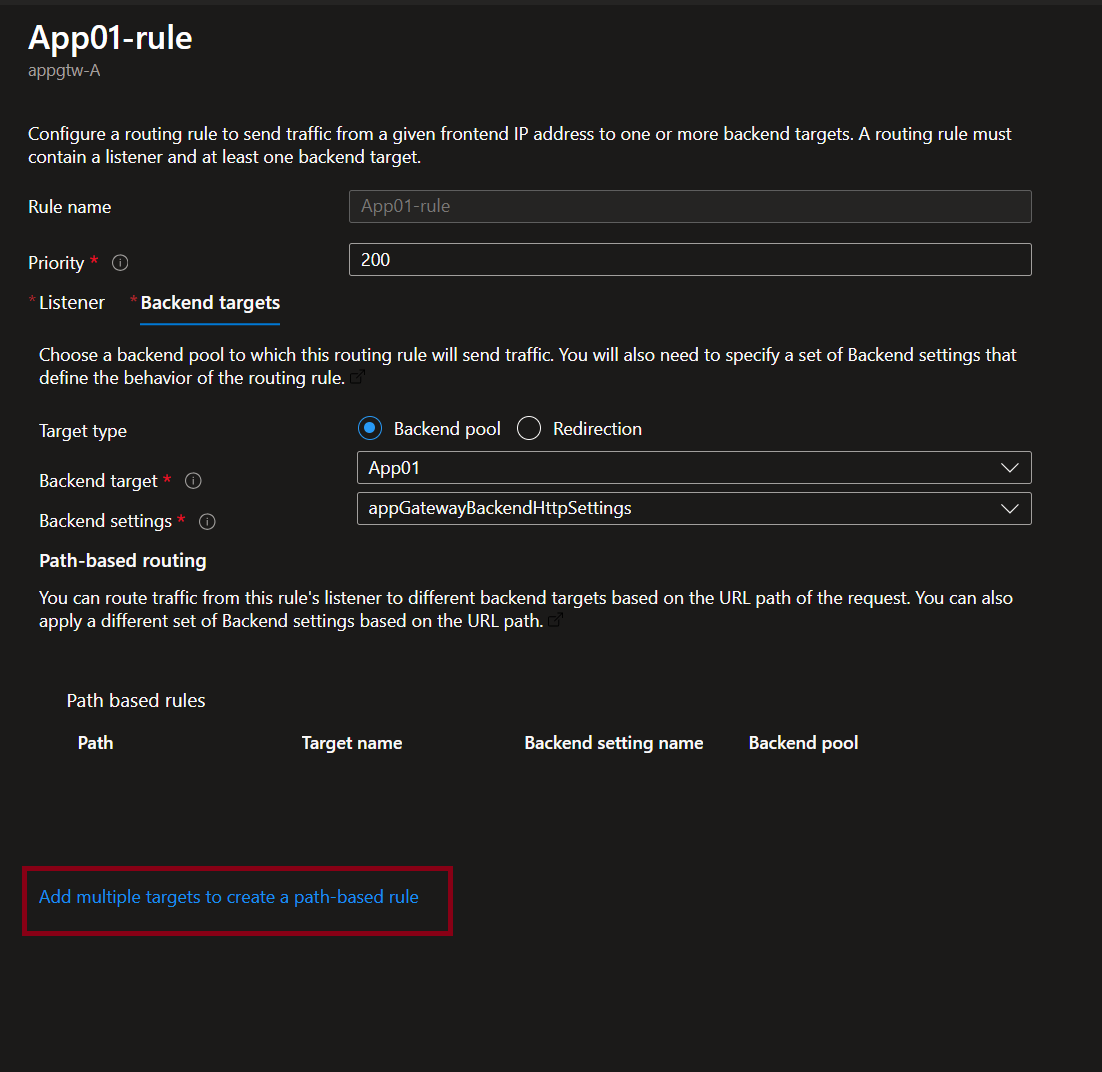 App01-rule
appgtw-A
Configure a routing rule to send traffic from a given frontend IP address to one or more backend targets. A routing rule must
contain a listener and at least one backend target.
Rule name
App01-rule
Priority *
200
* Listener * Backend targets
Choose a backend pool to which this routing rule will send traffic. You will also need to specify a set of Backend settings that
define the behavior of the routing rule.
Target type
Backend pool Redirection
Backend target *
App01
Backend settings *
appGatewayBackendHttpSettings
Path-based routing
You can route traffic from this rule's listener to different backend targets based on the URL path of the request. You can also
apply a different set of Backend settings based on the URL path.
Path based rules
Path Target name Backend setting name Backend pool
Add multiple targets to create a path-based rule